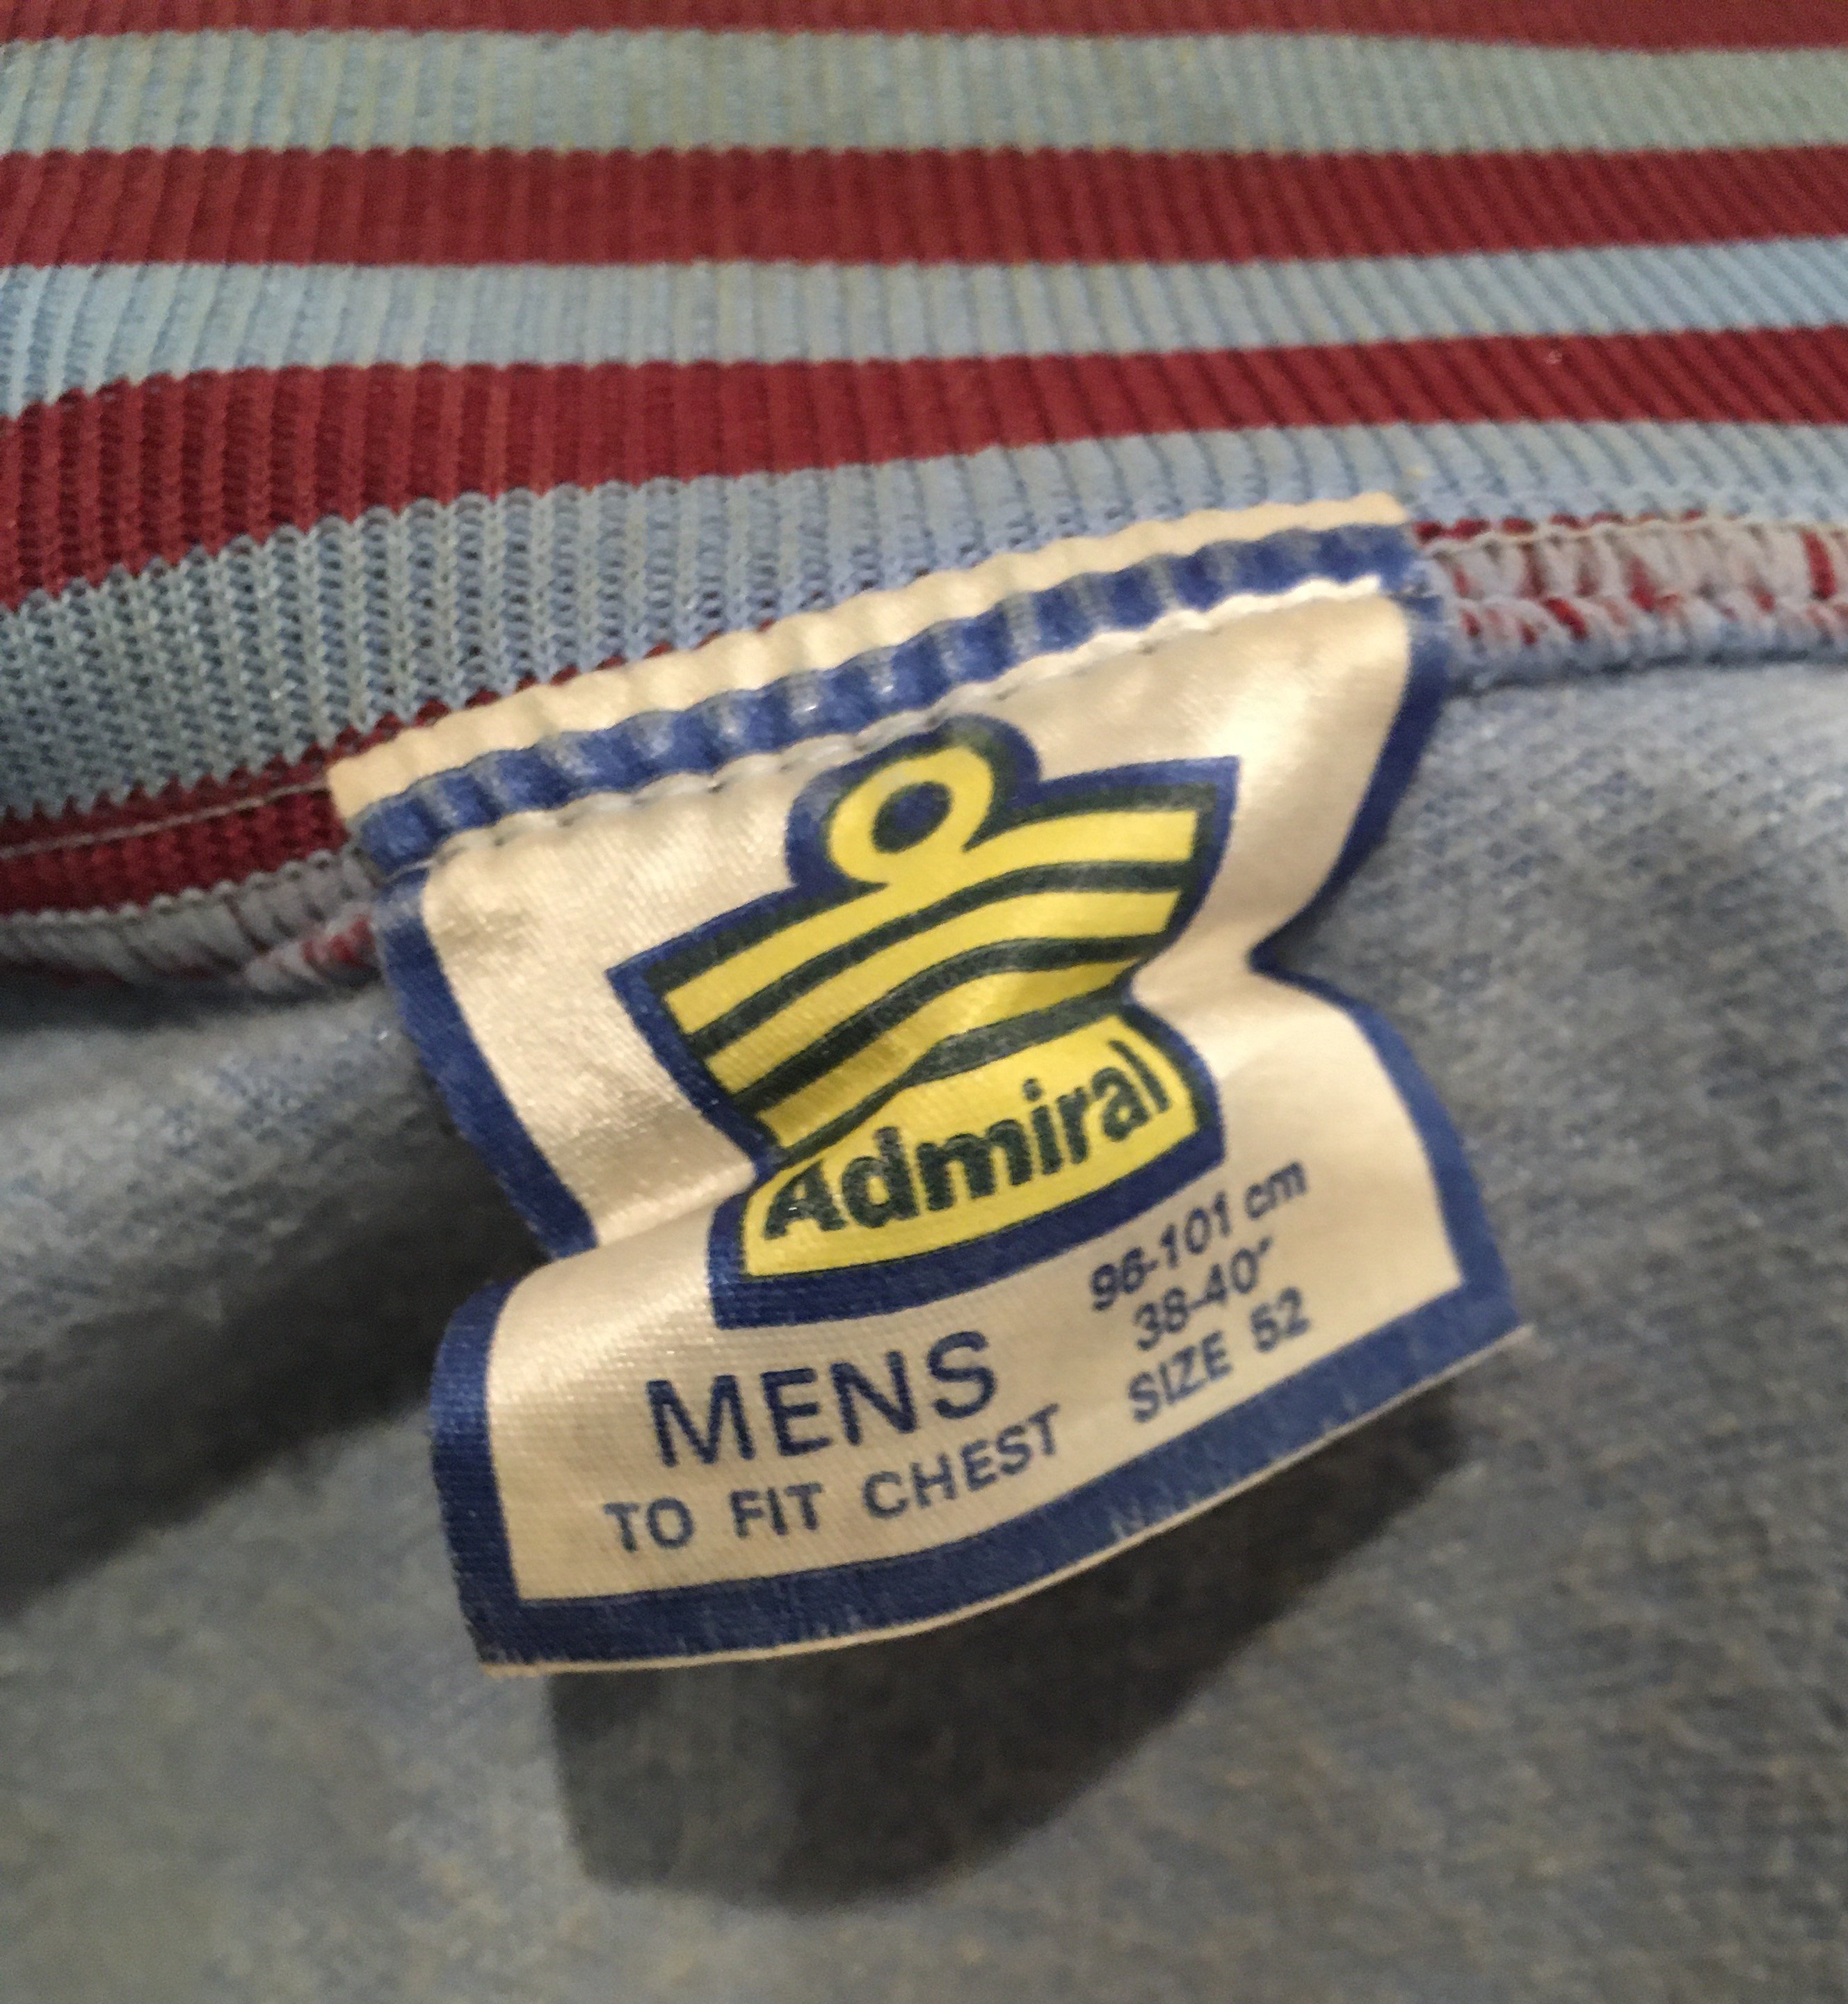 Admiral
96-101 cm
38-40"
MENS
SIZE 52
TO FIT CHEST